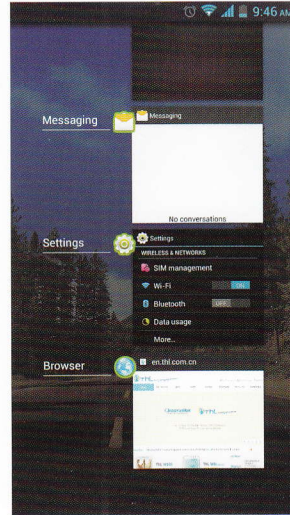 9:46 AM
Messaging
Messaging
No conversations
Settings
Settings
WIRELESS & NETWORKS
SIM management
Wi-Fi ON
Bluetooth OFF
Data usage
More...
Browser
en.thl.com.cn